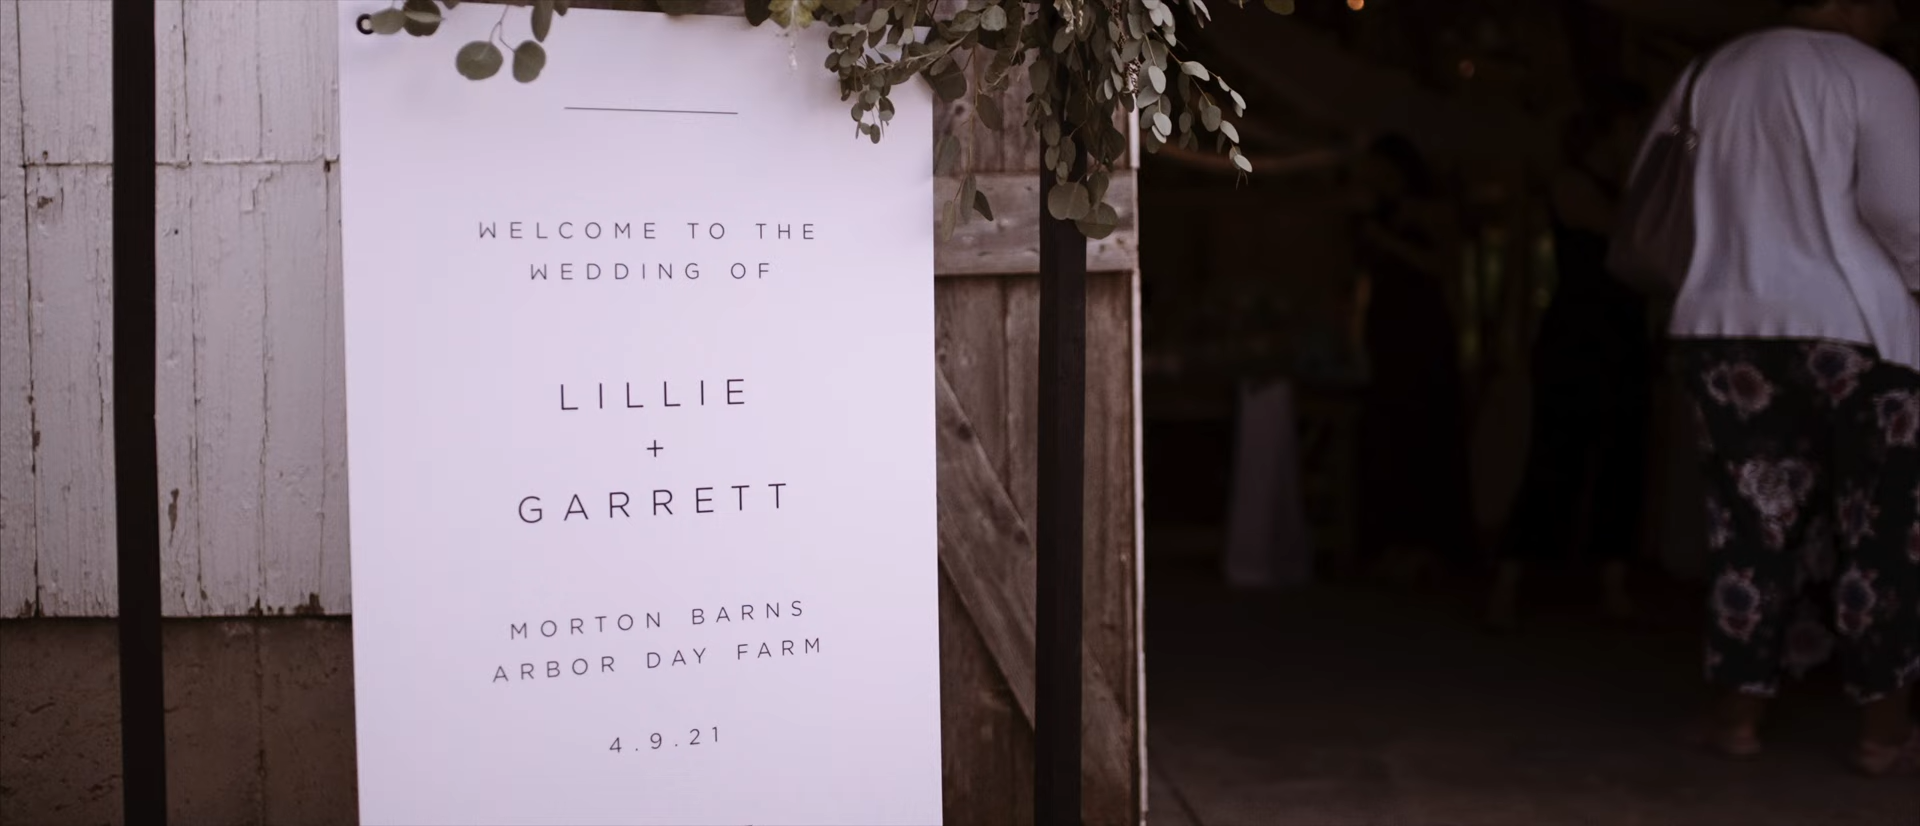 WELCOME TO THE
WEDDING OF
LILLIE
+
GARRETT
MORTON BARNS
ARBOR DAY FARM
4.9.21